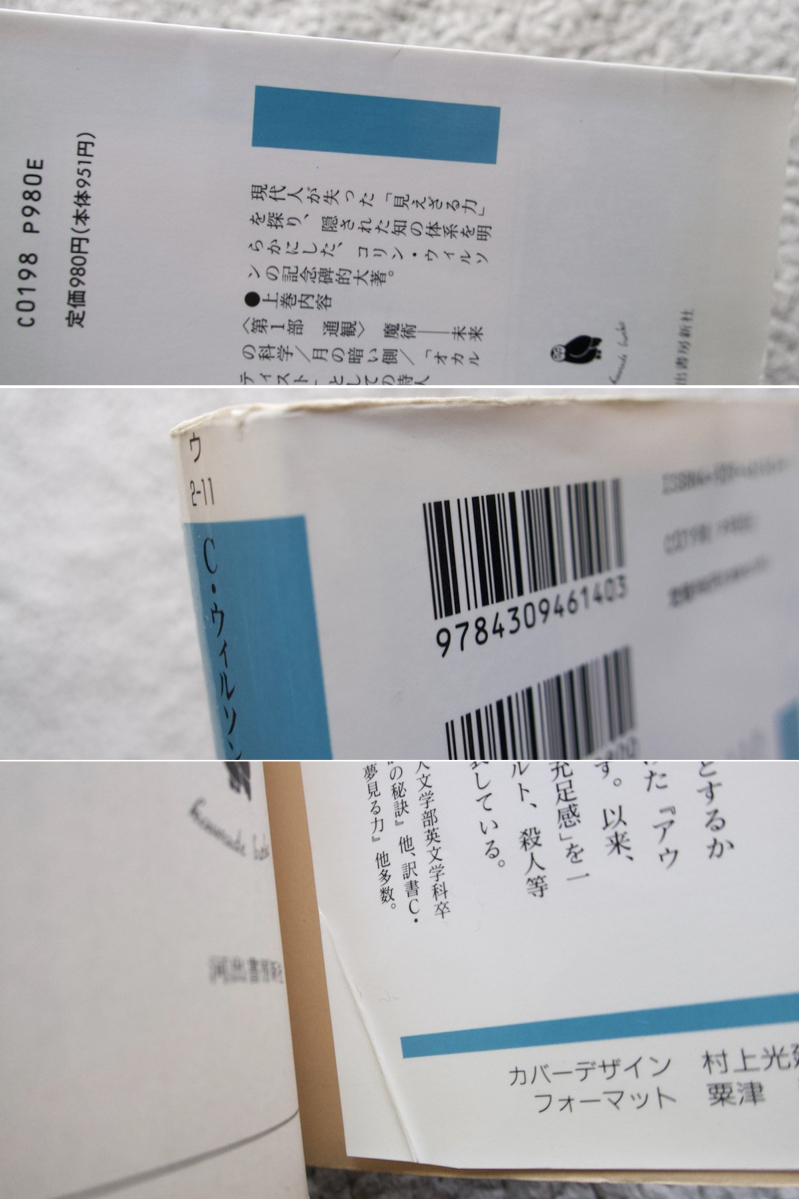 C0198 P980E
定価980円(本体951円)
現代人が失った「見えざる力」
を探り、隠された知の体系を明
らかにした、コリン・ウィルソ
ンの記念碑的大著。
●上巻内容
〈第1部 通観〉 魔術――未来
の科学／月の暗い側／「オカル
ティスト」としての詩人
出書房新社
ウ
2-11
C・ウィルソン
9784309461403
C0198
とするか
た『アウ
す。以来、
充足感」を一
ルト、殺人等
表している。
人文学部英文学科卒
の秘訣』他、訳書C・
夢見る力』他多数。
河出書房
カバーデザイン 村上光
フォーマット 粟津